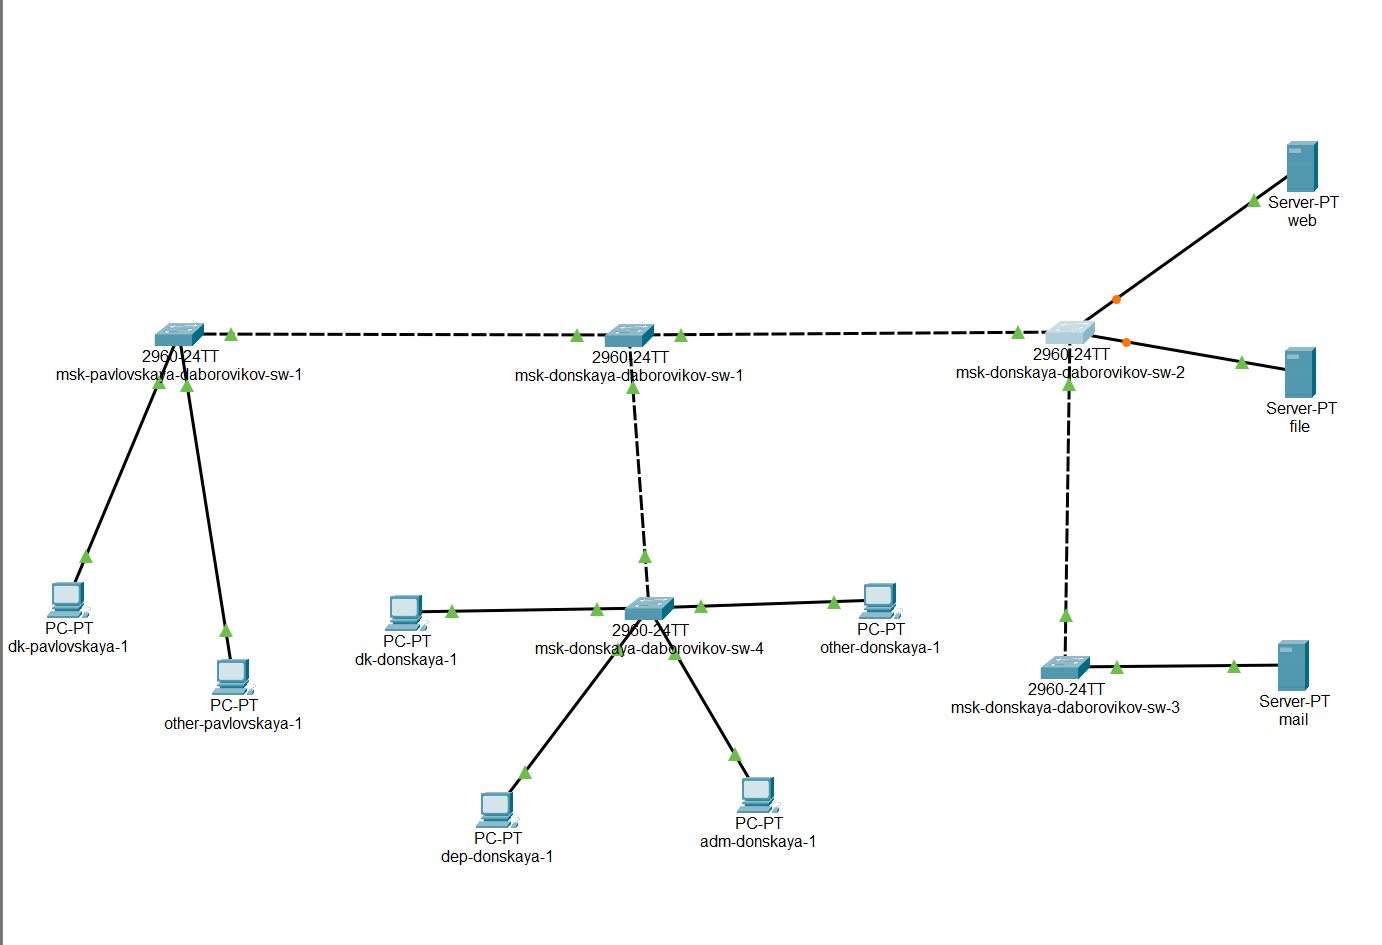 Server-PT
web
2960-24TT
msk-pavlovskaya-daborovikov-sw-1
2960-24TT
msk-donskaya-daborovikov-sw-1
2960-24TT
msk-donskaya-daborovikov-sw-2
Server-PT
file
PC-PT
dk-pavlovskaya-1
PC-PT
other-pavlovskaya-1
PC-PT
dk-donskaya-1
2960-24TT
msk-donskaya-daborovikov-sw-4
PC-PT
other-donskaya-1
2960-24TT
msk-donskaya-daborovikov-sw-3
Server-PT
mail
PC-PT
dep-donskaya-1
PC-PT
adm-donskaya-1